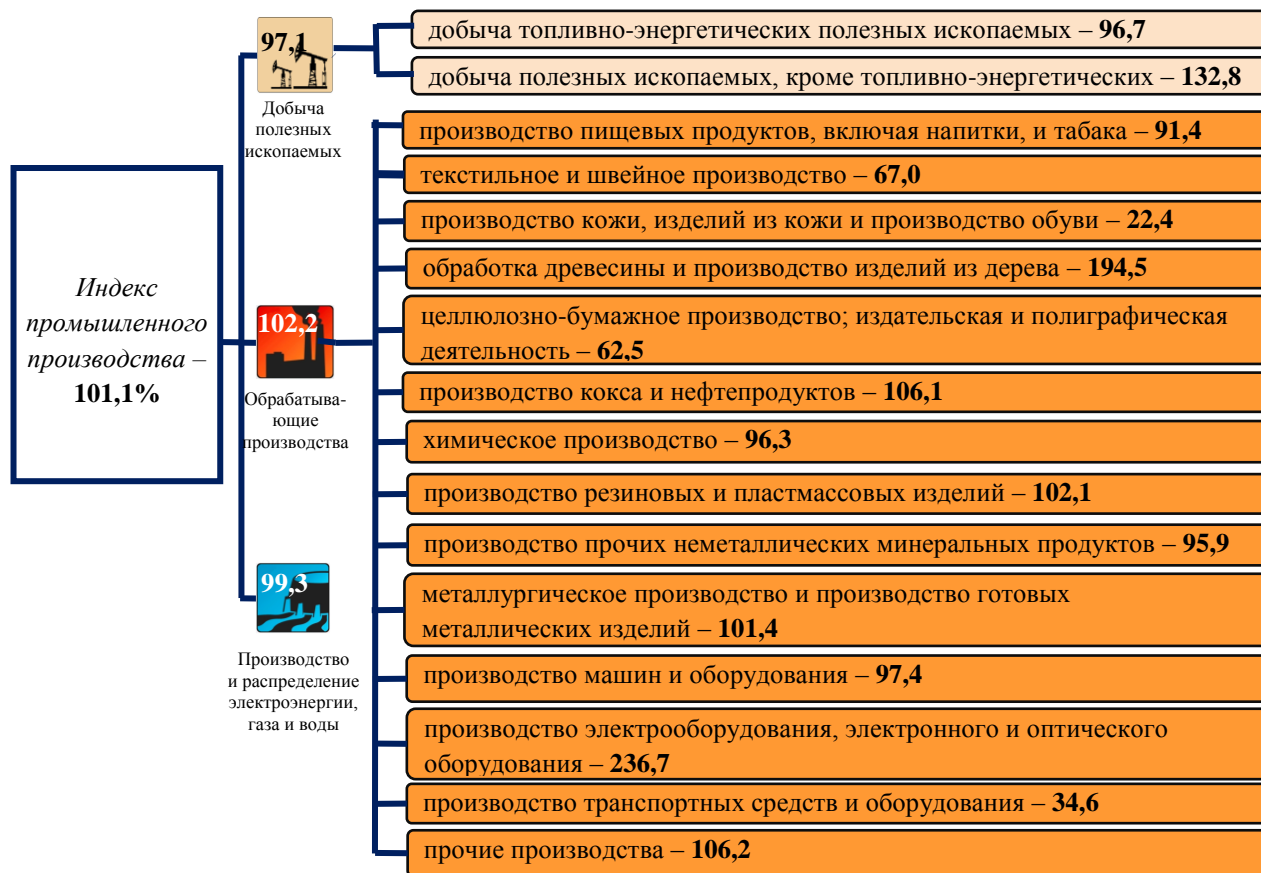 Индекс
промышленного
производства –
101,1%
97,1
Добыча
полезных
ископаемых
добыча топливно-энергетических полезных ископаемых – 96,7
добыча полезных ископаемых, кроме топливно-энергетических – 132,8
102,2
Обрабатыва-
ющие
производства
производство пищевых продуктов, включая напитки, и табака – 91,4
текстильное и швейное производство – 67,0
производство кожи, изделий из кожи и производство обуви – 22,4
обработка древесины и производство изделий из дерева – 194,5
целлюлозно-бумажное производство; издательская и полиграфическая
деятельность – 62,5
производство кокса и нефтепродуктов – 106,1
химическое производство – 96,3
производство резиновых и пластмассовых изделий – 102,1
производство прочих неметаллических минеральных продуктов – 95,9
металлургическое производство и производство готовых
металлических изделий – 101,4
производство машин и оборудования – 97,4
производство электрооборудования, электронного и оптического
оборудования – 236,7
производство транспортных средств и оборудования – 34,6
прочие производства – 106,2
99,3
Производство
и распределение
электроэнергии,
газа и воды